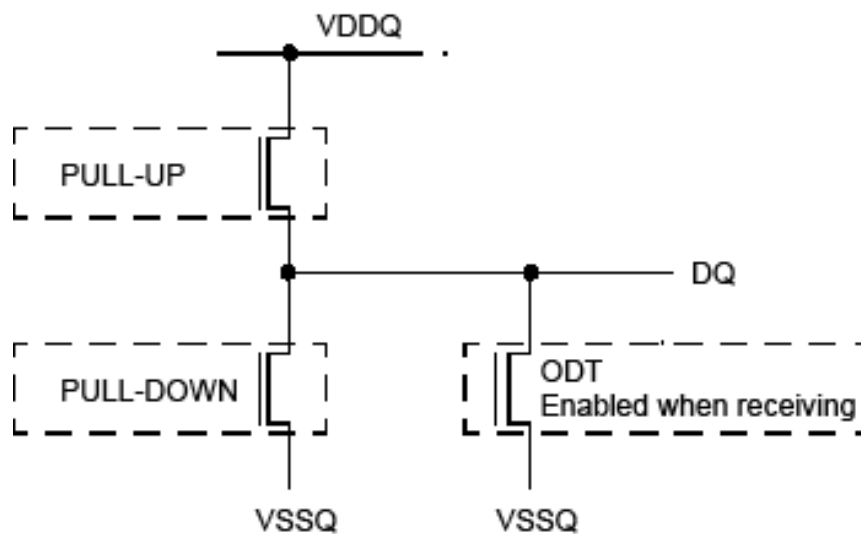 VDDQ
PULL-UP
DQ
PULL-DOWN
ODT
Enabled when receiving
VSSQ
VSSQ